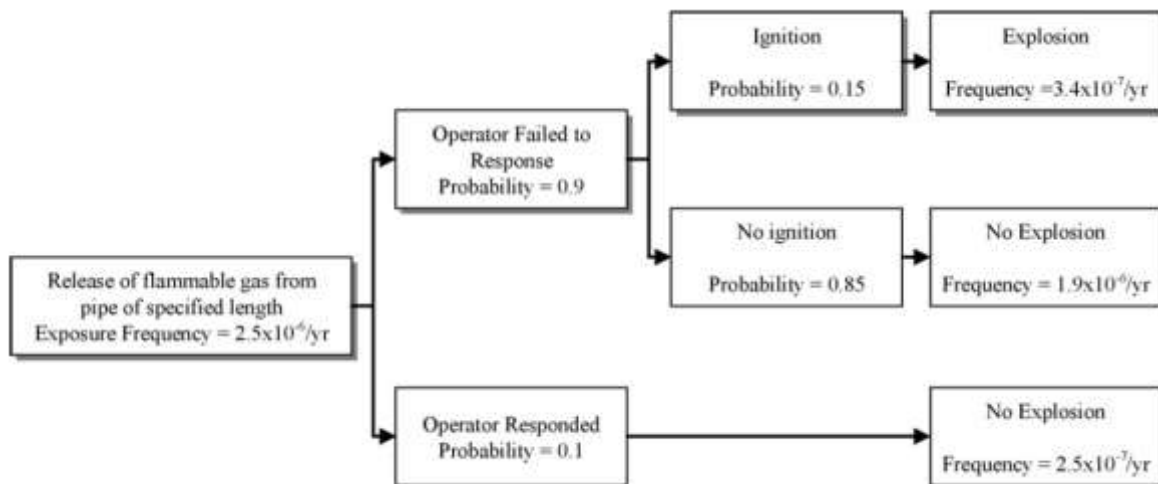 Ignition
Probability = 0.15
Explosion
Frequency =3.4x10⁻⁷/yr
Operator Failed to
Response
Probability = 0.9
No ignition
Probability = 0.85
No Explosion
Frequency = 1.9x10⁻⁶/yr
Release of flammable gas from
pipe of specified length
Exposure Frequency = 2.5x10⁻⁶/yr
Operator Responded
Probability = 0.1
No Explosion
Frequency = 2.5x10⁻⁷/yr